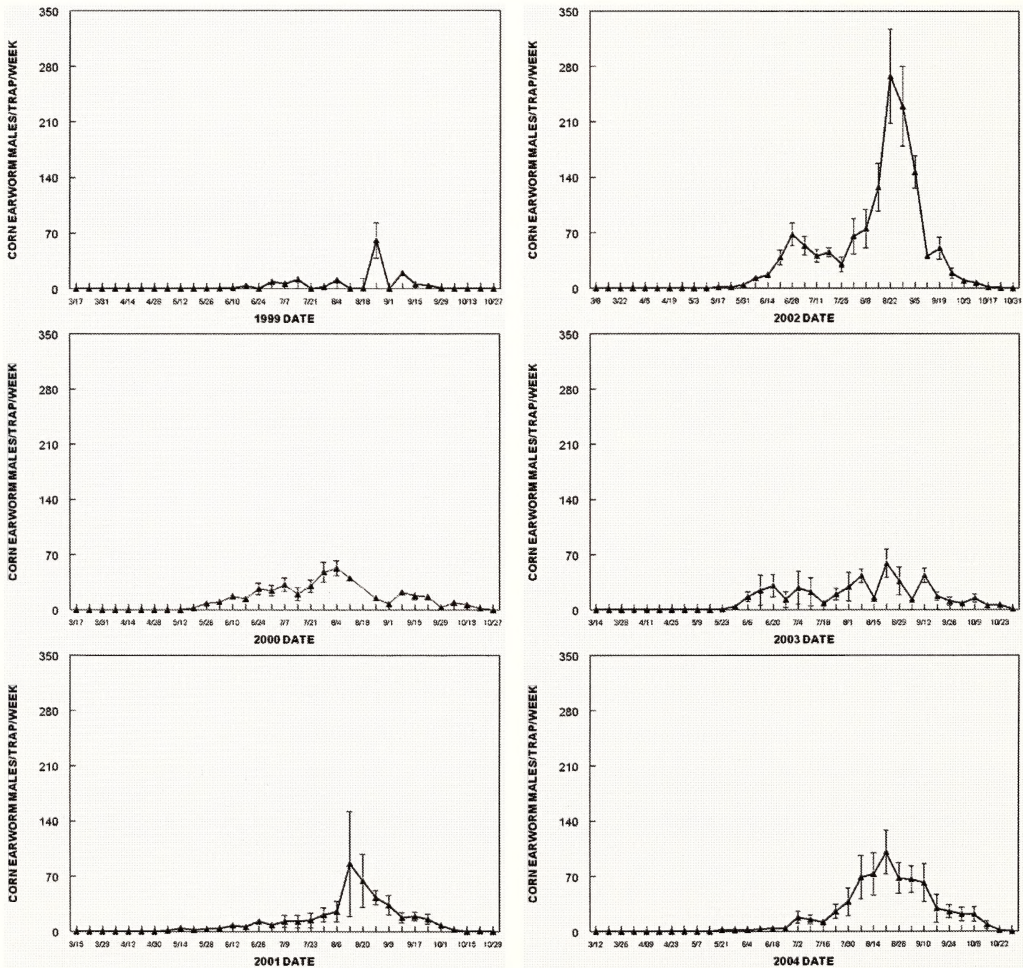 CORN EARWORM MALES/TRAP/WEEK
350
280
210
140
70
0
3/17 3/31 4/14 4/28 5/12 5/26 6/10 6/24 7/7 7/21 8/4 8/18 9/1 9/15 9/29 10/13 10/27
1999 DATE
CORN EARWORM MALES/TRAP/WEEK
350
280
210
140
70
0
3/8 3/22 4/5 4/19 5/3 5/17 5/31 6/14 6/28 7/11 7/25 8/8 8/22 9/5 9/19 10/3 10/17 10/31
2002 DATE
CORN EARWORM MALES/TRAP/WEEK
350
280
210
140
70
0
3/17 3/31 4/14 4/28 5/12 5/28 6/10 6/24 7/7 7/21 8/4 8/18 9/1 9/15 9/29 10/13 10/27
2000 DATE
CORN EARWORM MALES/TRAP/WEEK
350
280
210
140
70
0
3/14 3/28 4/11 4/25 5/9 5/23 6/6 6/20 7/4 7/18 8/1 8/15 8/29 9/12 9/26 10/9 10/23
2003 DATE
CORN EARWORM MALES/TRAP/WEEK
350
280
210
140
70
0
3/15 3/29 4/12 4/30 5/14 5/28 6/12 6/26 7/9 7/23 8/6 8/20 9/3 9/17 10/1 10/15 10/29
2001 DATE
CORN EARWORM MALES/TRAP/WEEK
350
280
210
140
70
0
3/12 3/26 4/09 4/23 5/7 5/21 6/4 6/18 7/2 7/16 7/30 8/14 8/26 9/10 9/24 10/8 10/22
2004 DATE